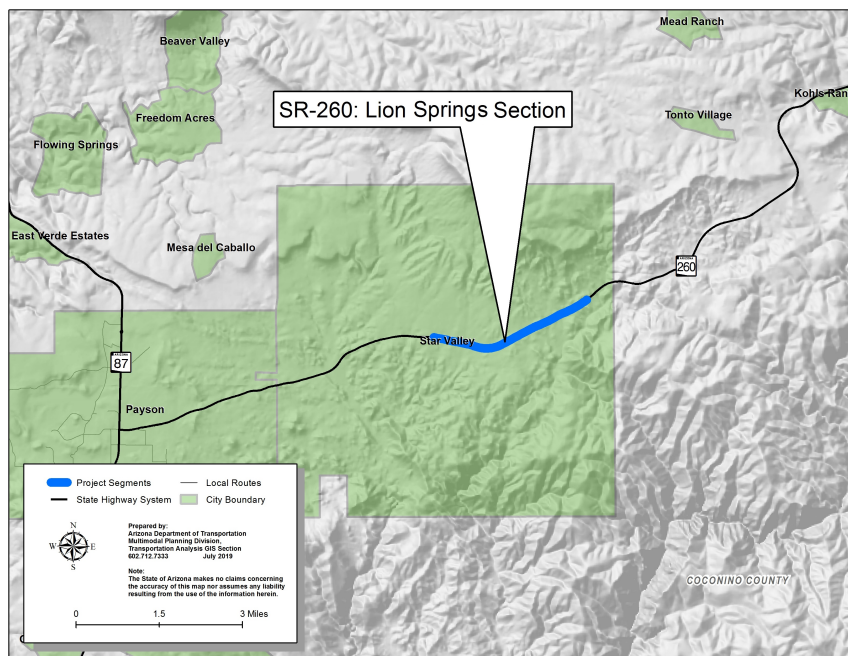 Mead Ranch
Beaver Valley
Kohls Ran
SR-260: Lion Springs Section
Freedom Acres
Tonto Village
Flowing Springs
East Verde Estates
Mesa del Caballo
ARIZONA
260
Star Valley
ARIZONA
87
Payson
Project Segments
Local Routes
State Highway System
City Boundary
N
W E
S
Prepared by:
Arizona Department of Transportation
Multimodal Planning Division,
Transportation Analysis GIS Section
602.712.7333 July 2019
Note:
The State of Arizona makes no claims concerning
the accuracy of this map nor assumes any liability
resulting from the use of the information herein.
0 1.5 3 Miles
COCONINO COUNTY